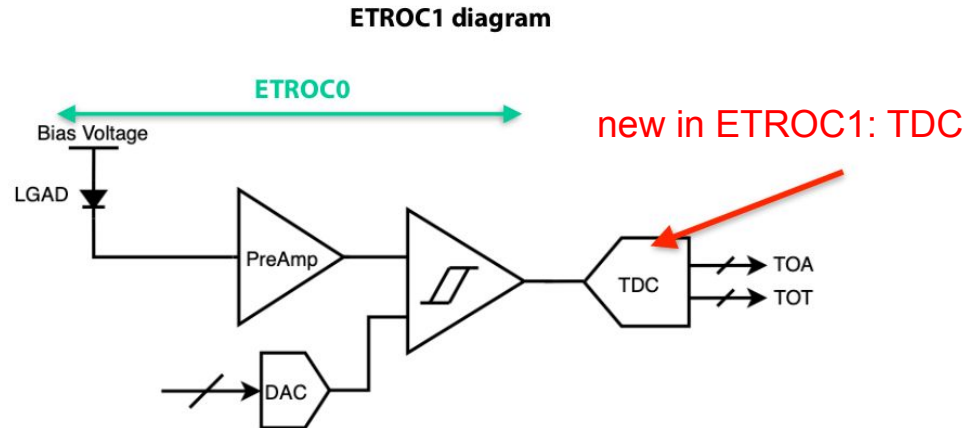 ETROC1 diagram
ETROC0
new in ETROC1: TDC
Bias Voltage
LGAD
PreAmp
TDC
TOA
TOT
DAC